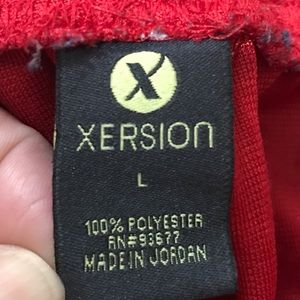 X
XERSION
L
100% POLYESTER
RN#93677
MADE IN JORDAN